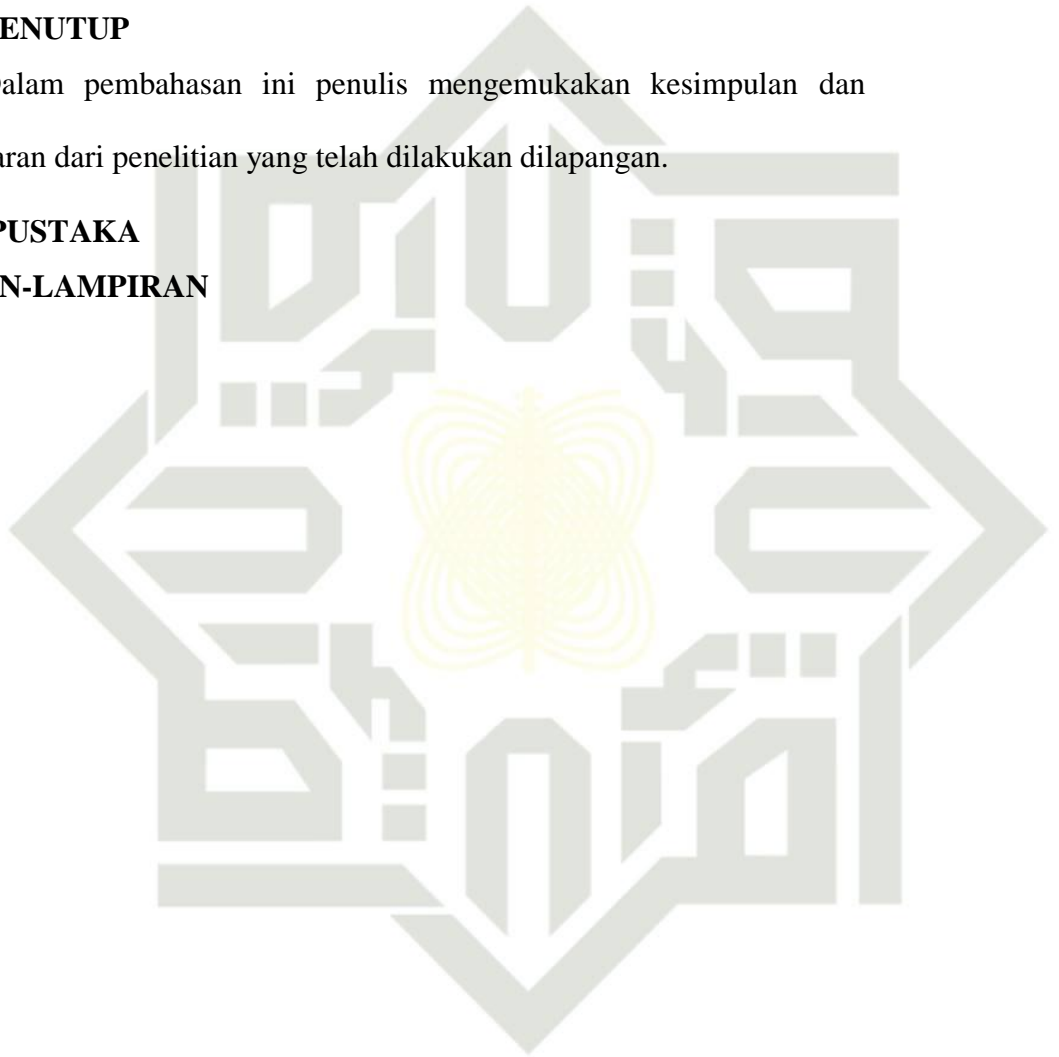 ENUTUP
alam pembahasan ini penulis mengemukakan kesimpulan dan
aran dari penelitian yang telah dilakukan dilapangan.
PUSTAKA
N-LAMPIRAN